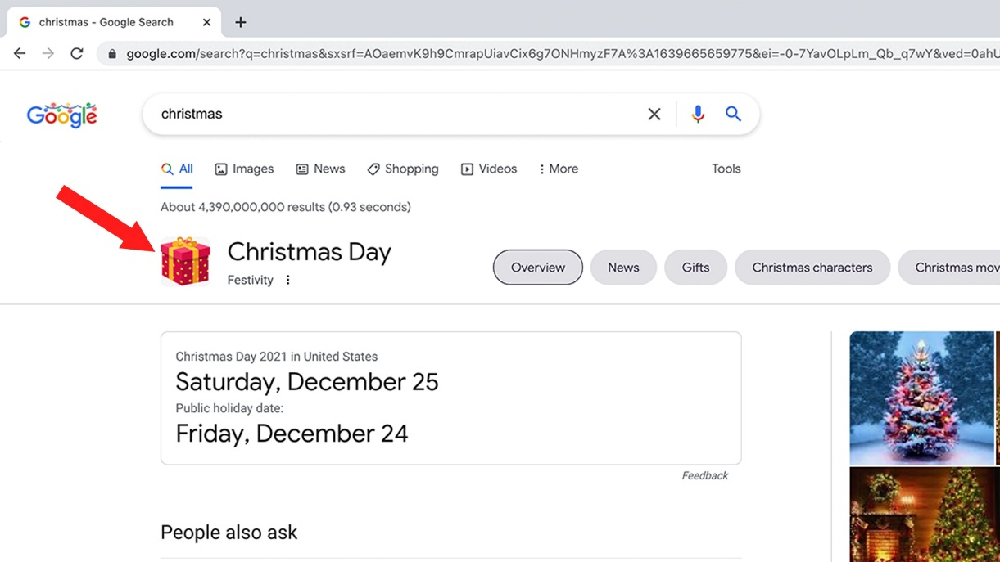 christmas - Google Search
google.com/search?q=christmas&sxsrf=AOaemvK9h9CmrapUiavCix6g7ONHmyzF7A%3A1639665659775&ei=-0-7YavOLpLm_Qb_q7wY&ved=0ahU
Google
christmas
All Images News Shopping Videos More Tools
About 4,390,000,000 results (0.93 seconds)
Christmas Day
Festivity
Overview News Gifts Christmas characters Christmas mov
Christmas Day 2021 in United States
Saturday, December 25
Public holiday date:
Friday, December 24
Feedback
People also ask